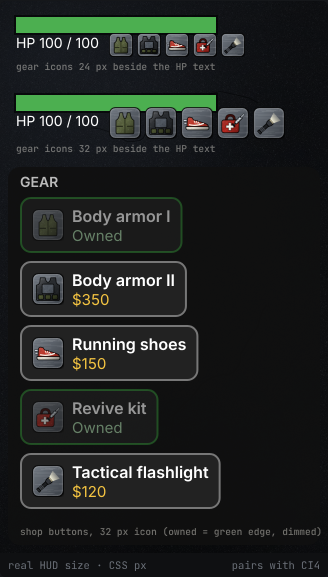 HP 100 / 100
gear icons 24 px beside the HP text
HP 100 / 100
gear icons 32 px beside the HP text
GEAR
Body armor I
Owned
Body armor II
$350
Running shoes
$150
Revive kit
Owned
Tactical flashlight
$120
shop buttons, 32 px icon (owned = green edge, dimmed)
real HUD size · CSS px
pairs with CI4